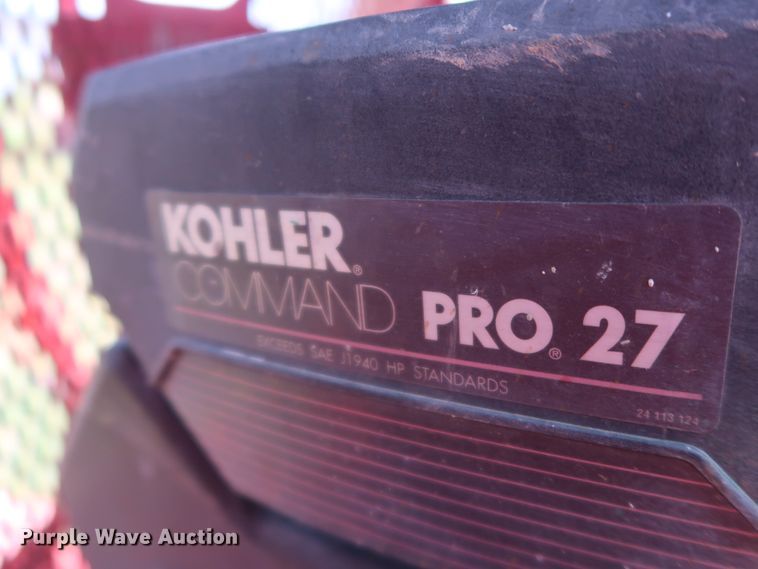 KOHLER®
COMMAND PRO® 27
EXCEEDS SAE J1940 HP STANDARDS
24 113 124
Purple Wave Auction